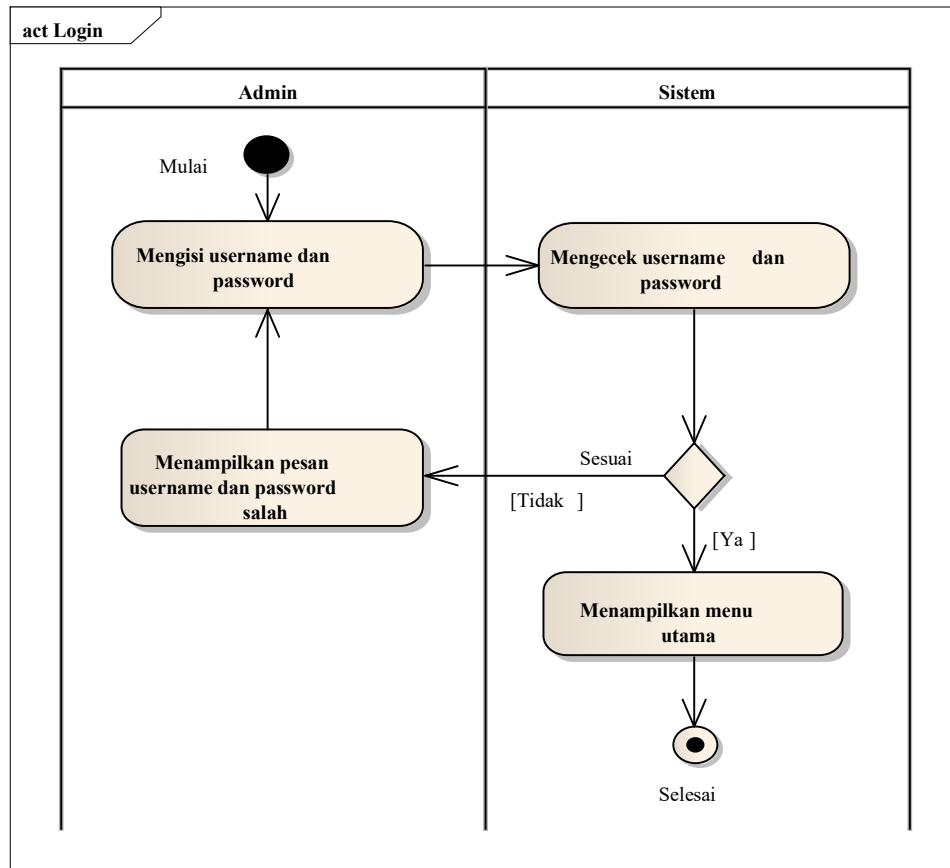 act Login
Admin
Sistem
Mulai
Mengisi username dan
password
Mengecek username dan
password
Menampilkan pesan
username dan password
salah
Sesuai
[Tidak ]
[Ya ]
Menampilkan menu
utama
Selesai